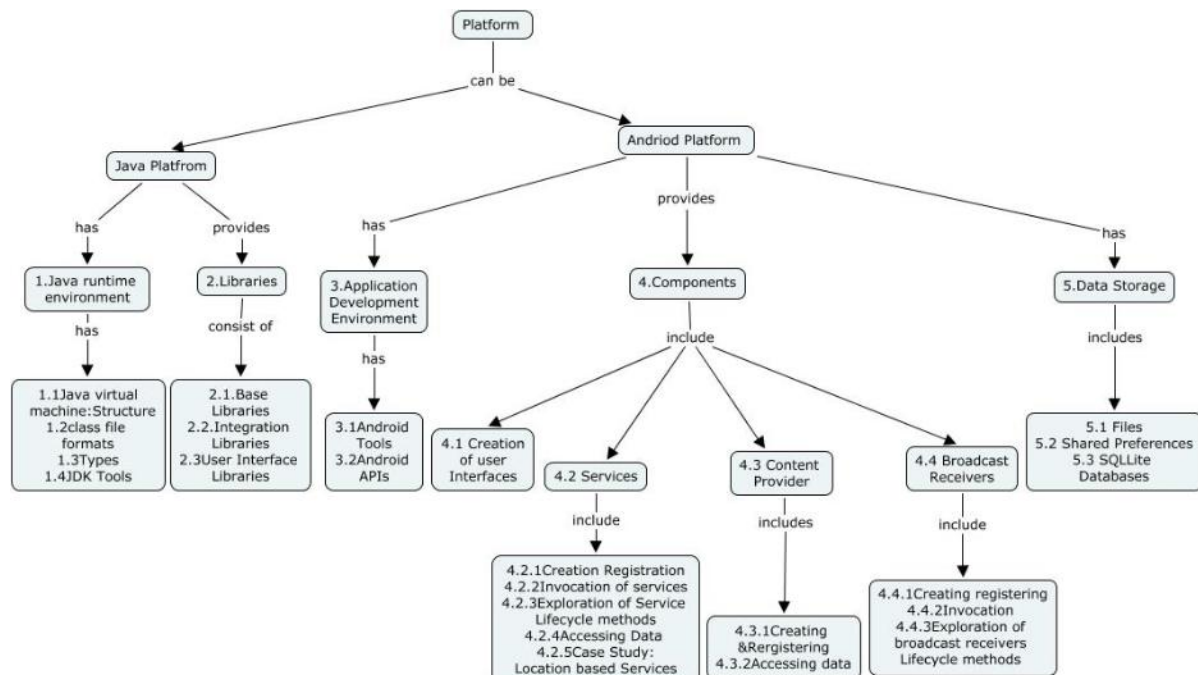 Platform
can be
Andriod Platform
Java Platfrom
has
provides
has
provides
has
1.Java runtime
environment
2.Libraries
3.Application
Development
Environment
4.Components
5.Data Storage
has
consist of
has
include
includes
1.1Java virtual
machine:Structure
1.2class file
formats
1.3Types
1.4JDK Tools
2.1.Base
Libraries
2.2.Integration
Libraries
2.3User Interface
Libraries
3.1Android
Tools
3.2Android
APIs
4.1 Creation
of user
Interfaces
4.2 Services
4.3 Content
Provider
4.4 Broadcast
Receivers
5.1 Files
5.2 Shared Preferences
5.3 SQLLite
Databases
include
includes
include
4.2.1Creation Registration
4.2.2Invocation of services
4.2.3Exploration of Service
Lifecycle methods
4.2.4Accessing Data
4.2.5Case Study:
Location based Services
4.3.1Creating
&Rergistering
4.3.2Accessing data
4.4.1Creating registering
4.4.2Invocation
4.4.3Exploration of
broadcast receivers
Lifecycle methods